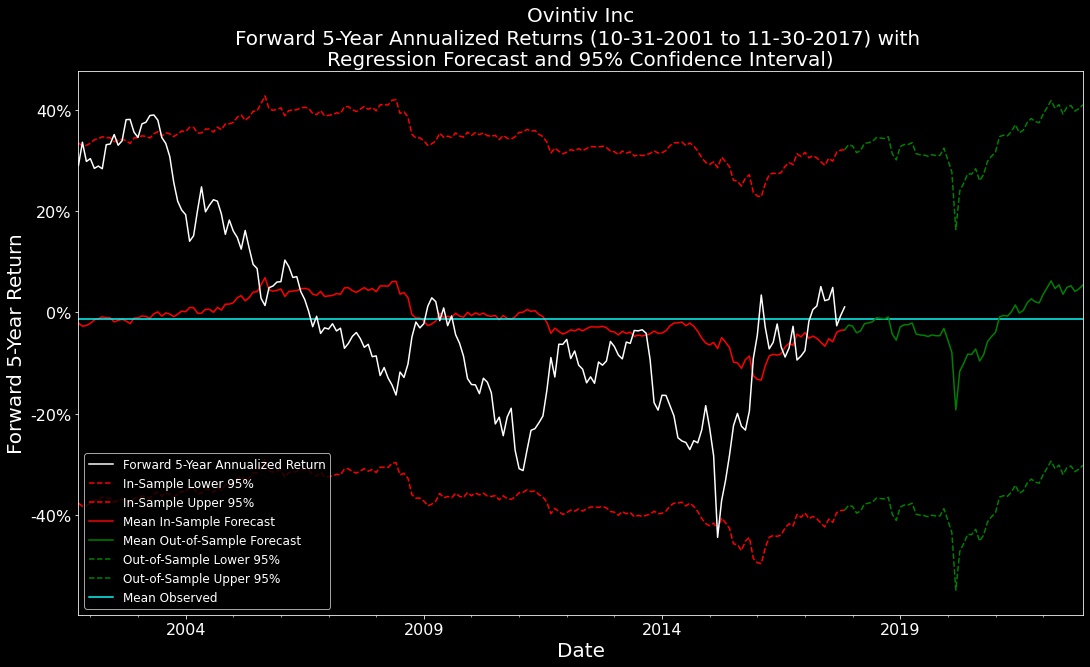 Ovintiv Inc
Forward 5-Year Annualized Returns (10-31-2001 to 11-30-2017) with
Regression Forecast and 95% Confidence Interval)
Forward 5-Year Return
40%
20%
0%
-20%
-40%
Forward 5-Year Annualized Return
In-Sample Lower 95%
In-Sample Upper 95%
Mean In-Sample Forecast
Mean Out-of-Sample Forecast
Out-of-Sample Lower 95%
Out-of-Sample Upper 95%
Mean Observed
2004
2009
2014
2019
Date